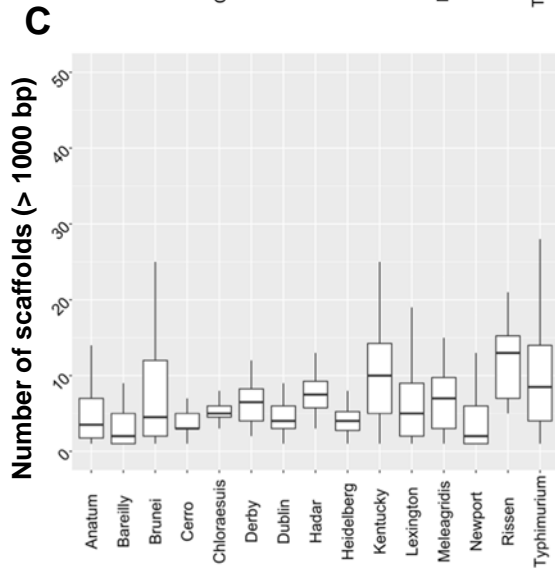 C
Number of scaffolds (> 1000 bp)
50
40
30
20
10
0
Anatum
Bareilly
Brunei
Cerro
Chloraesuis
Derby
Dublin
Hadar
Heidelberg
Kentucky
Lexington
Meleagridis
Newport
Rissen
Typhimurium